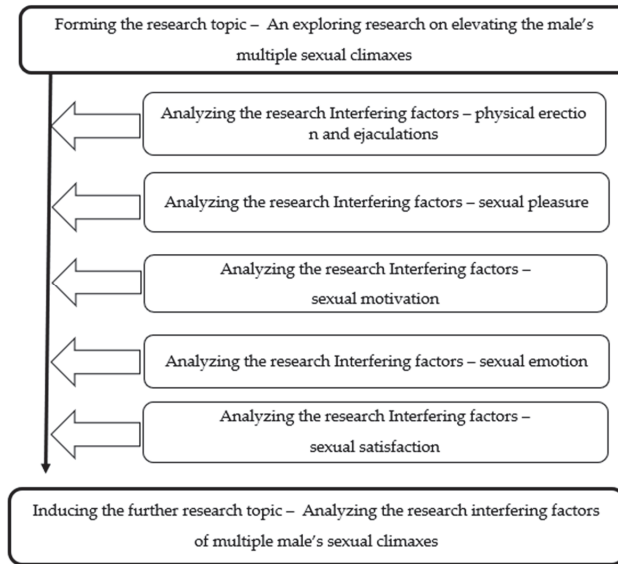 Forming the research topic – An exploring research on elevating the male's
multiple sexual climaxes
Analyzing the research Interfering factors – physical erectio
n and ejaculations
Analyzing the research Interfering factors – sexual pleasure
Analyzing the research Interfering factors –
sexual motivation
Analyzing the research Interfering factors – sexual emotion
Analyzing the research Interfering factors –
sexual satisfaction
Inducing the further research topic – Analyzing the research interfering factors
of multiple male's sexual climaxes